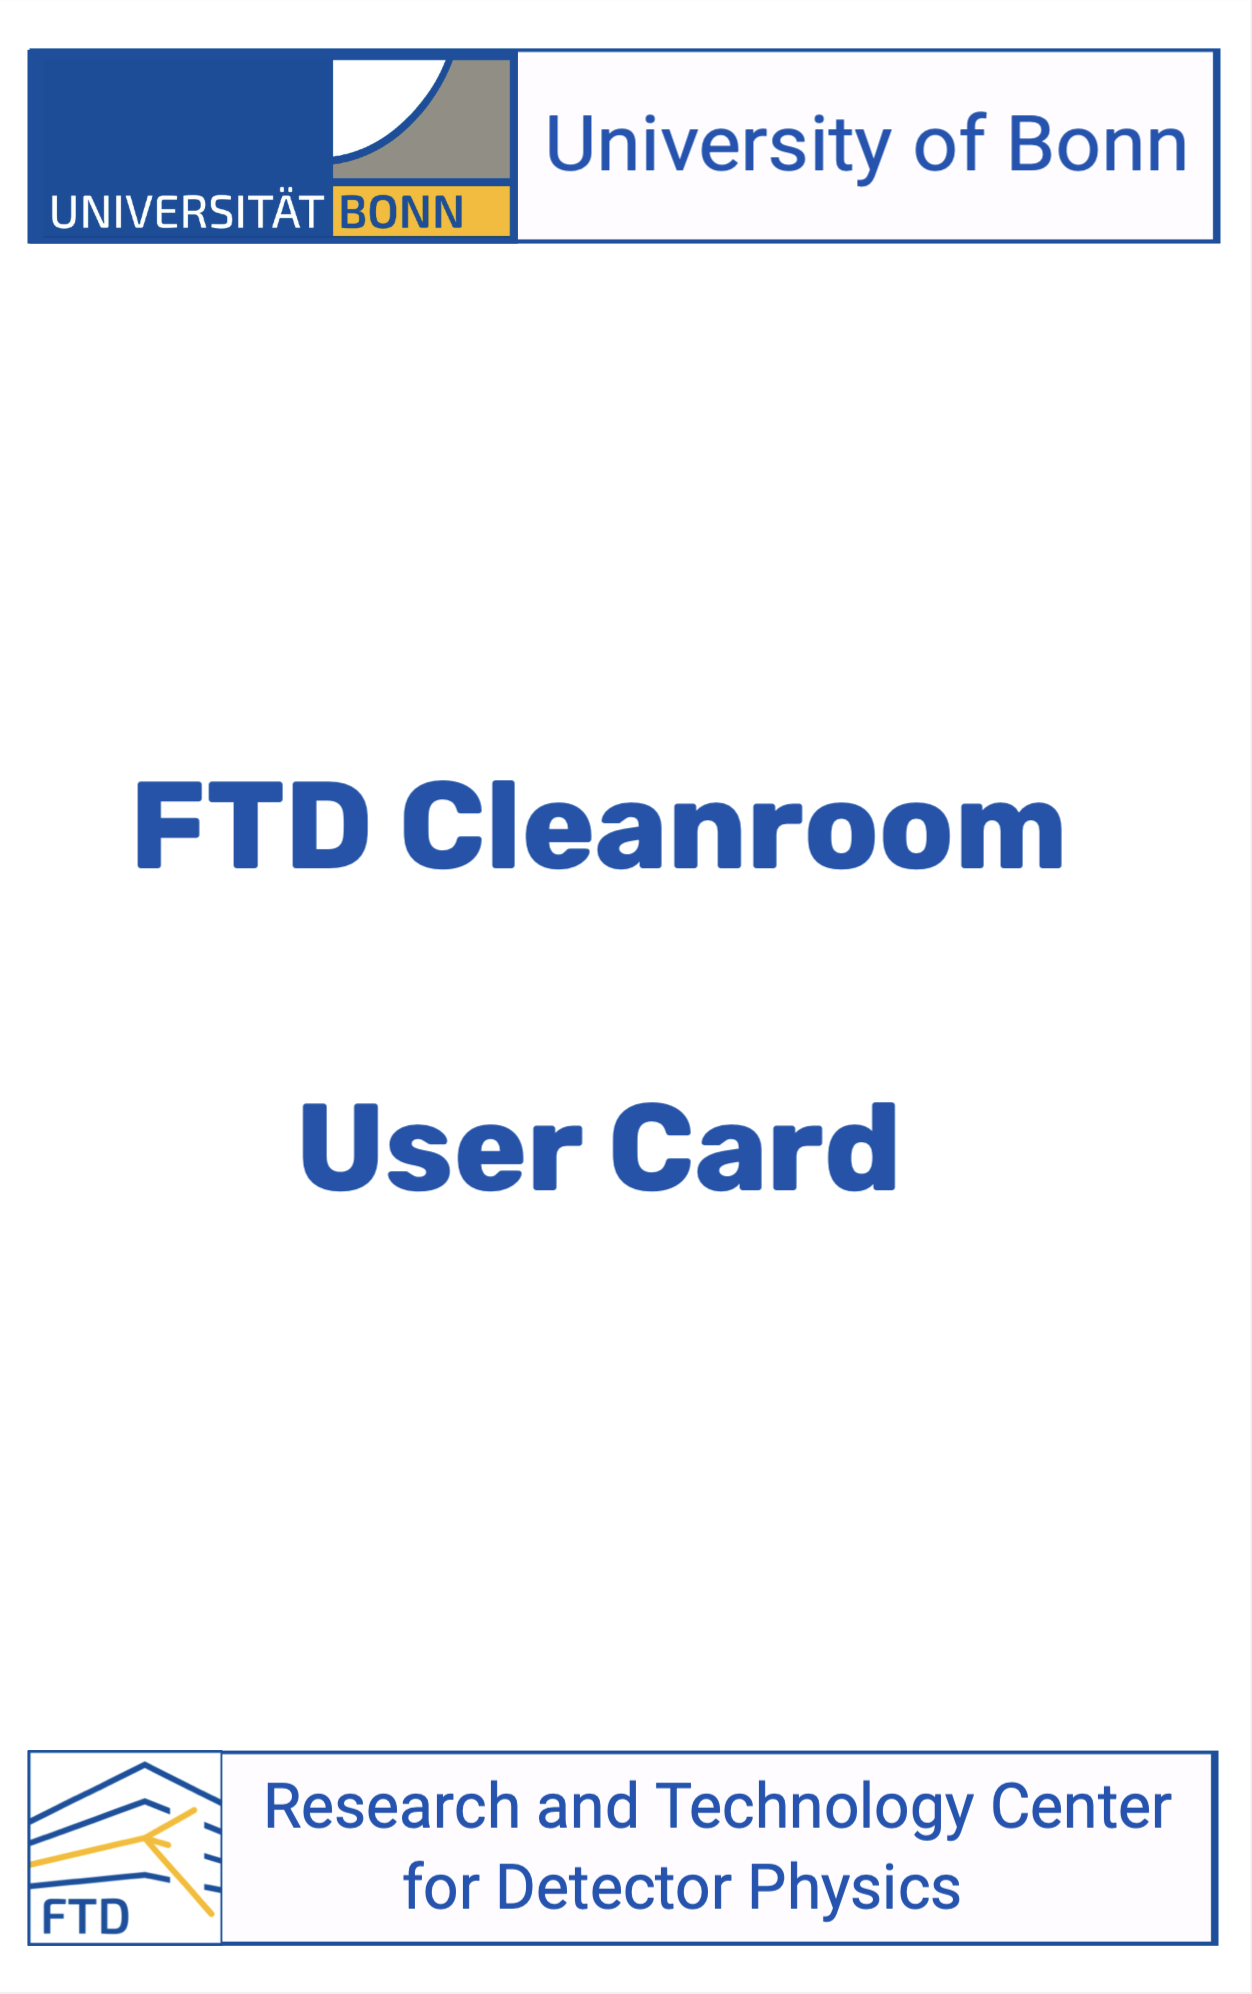 UNIVERSITÄT BONN
University of Bonn
FTD Cleanroom
User Card
FTD
Research and Technology Center
for Detector Physics